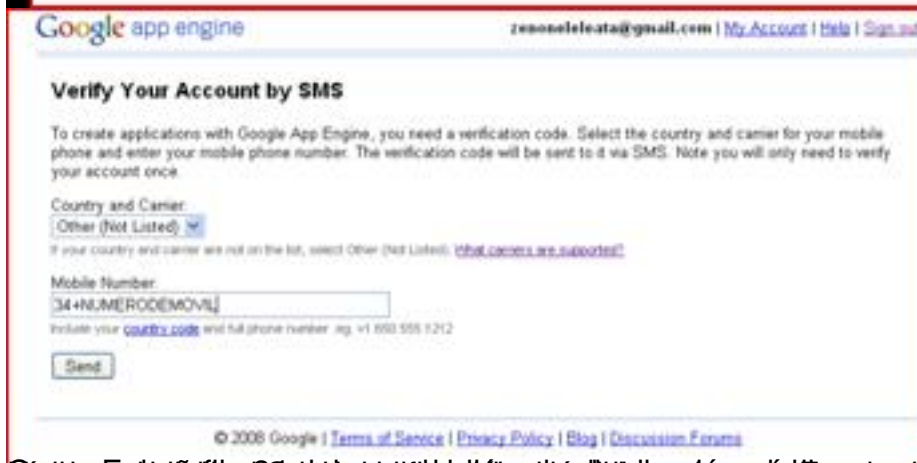 Google app engine
zenoneleleata@gmail.com | My Account | Help | Sign out
Verify Your Account by SMS
To create applications with Google App Engine, you need a verification code. Select the country and carrier for your mobile
phone and enter your mobile phone number. The verification code will be sent to it via SMS. Note you will only need to verify
your account once.
Country and Carrier:
Other (Not Listed)
If your country and carrier are not on the list, select Other (Not Listed). What carriers are supported?
Mobile Number:
34+NUMERODEMOVIL
Include your country code and full phone number. eg. +1 650 555 1212
Send
© 2008 Google | Terms of Service | Privacy Policy | Blog | Discussion Forums